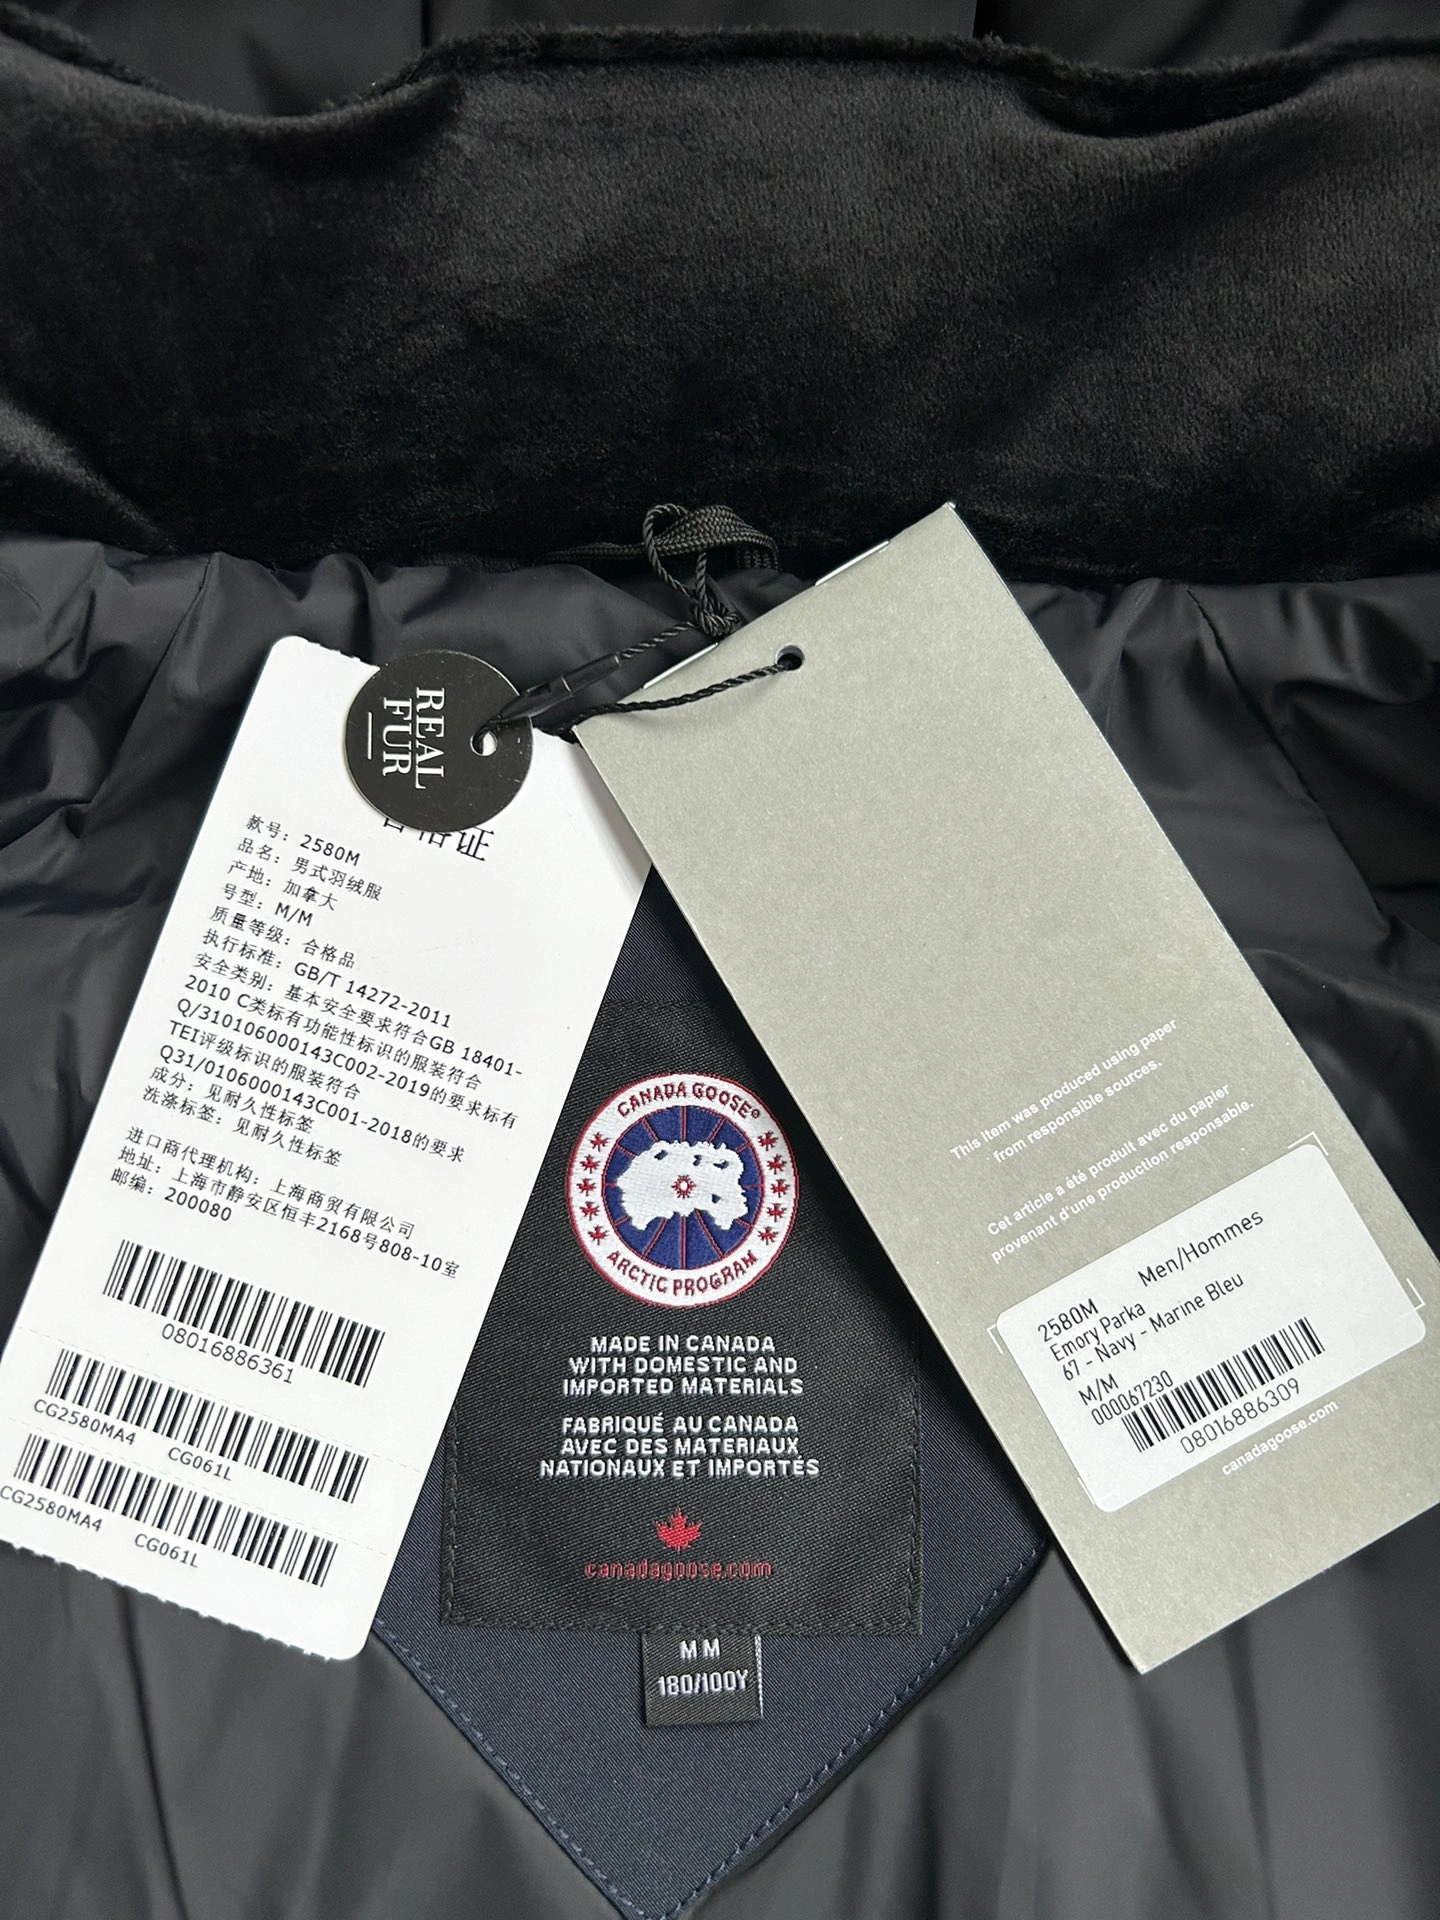 REAL
FUR
合格证
款号: 2580M
品名: 男式羽绒服
产地: 加拿大
号型: M/M
质量等级: 合格品
执行标准: GB/T 14272-2011
安全类别: 基本安全要求符合GB 18401-
2010 C类标有功能性标识的服装符合
Q/3101060000143C002-2019的要求标有
TEI评级标识的服装符合
Q31/01060000143C001-2018的要求
成分: 见耐久性标签
洗涤标签: 见耐久性标签
进口商代理机构: 上海商贸有限公司
地址: 上海市静安区恒丰2168号808-10室
邮编: 200080
08016886361
CG2580MA4 CG061L
CG2580MA4 CG061L
CANADA GOOSE®
ARCTIC PROGRAM
MADE IN CANADA
WITH DOMESTIC AND
IMPORTED MATERIALS
FABRIQUÉ AU CANADA
AVEC DES MATERIAUX
NATIONAUX ET IMPORTÉS
canadagoose.com
M M
180/100Y
This item was produced using paper
from responsible sources.
Cet article a été produit avec du papier
provenant d'une production responsable.
Men/Hommes
2580M
Emory Parka
67 - Navy - Marine Bleu
M/M
000067230
08016886309
canadagoose.com